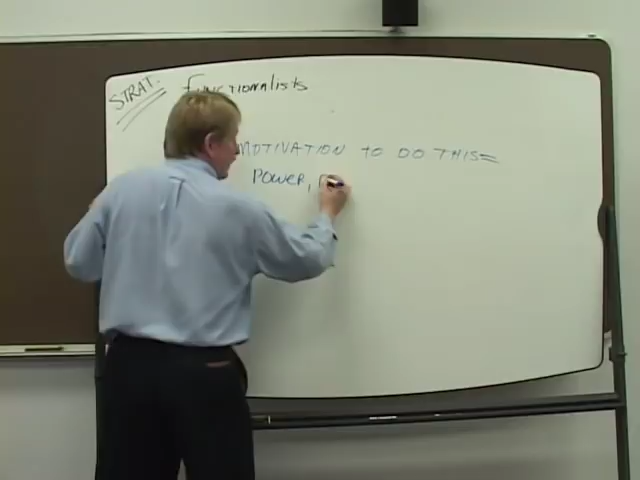 STRAT. functionalists
MOTIVATION TO DO THIS=
POWER,